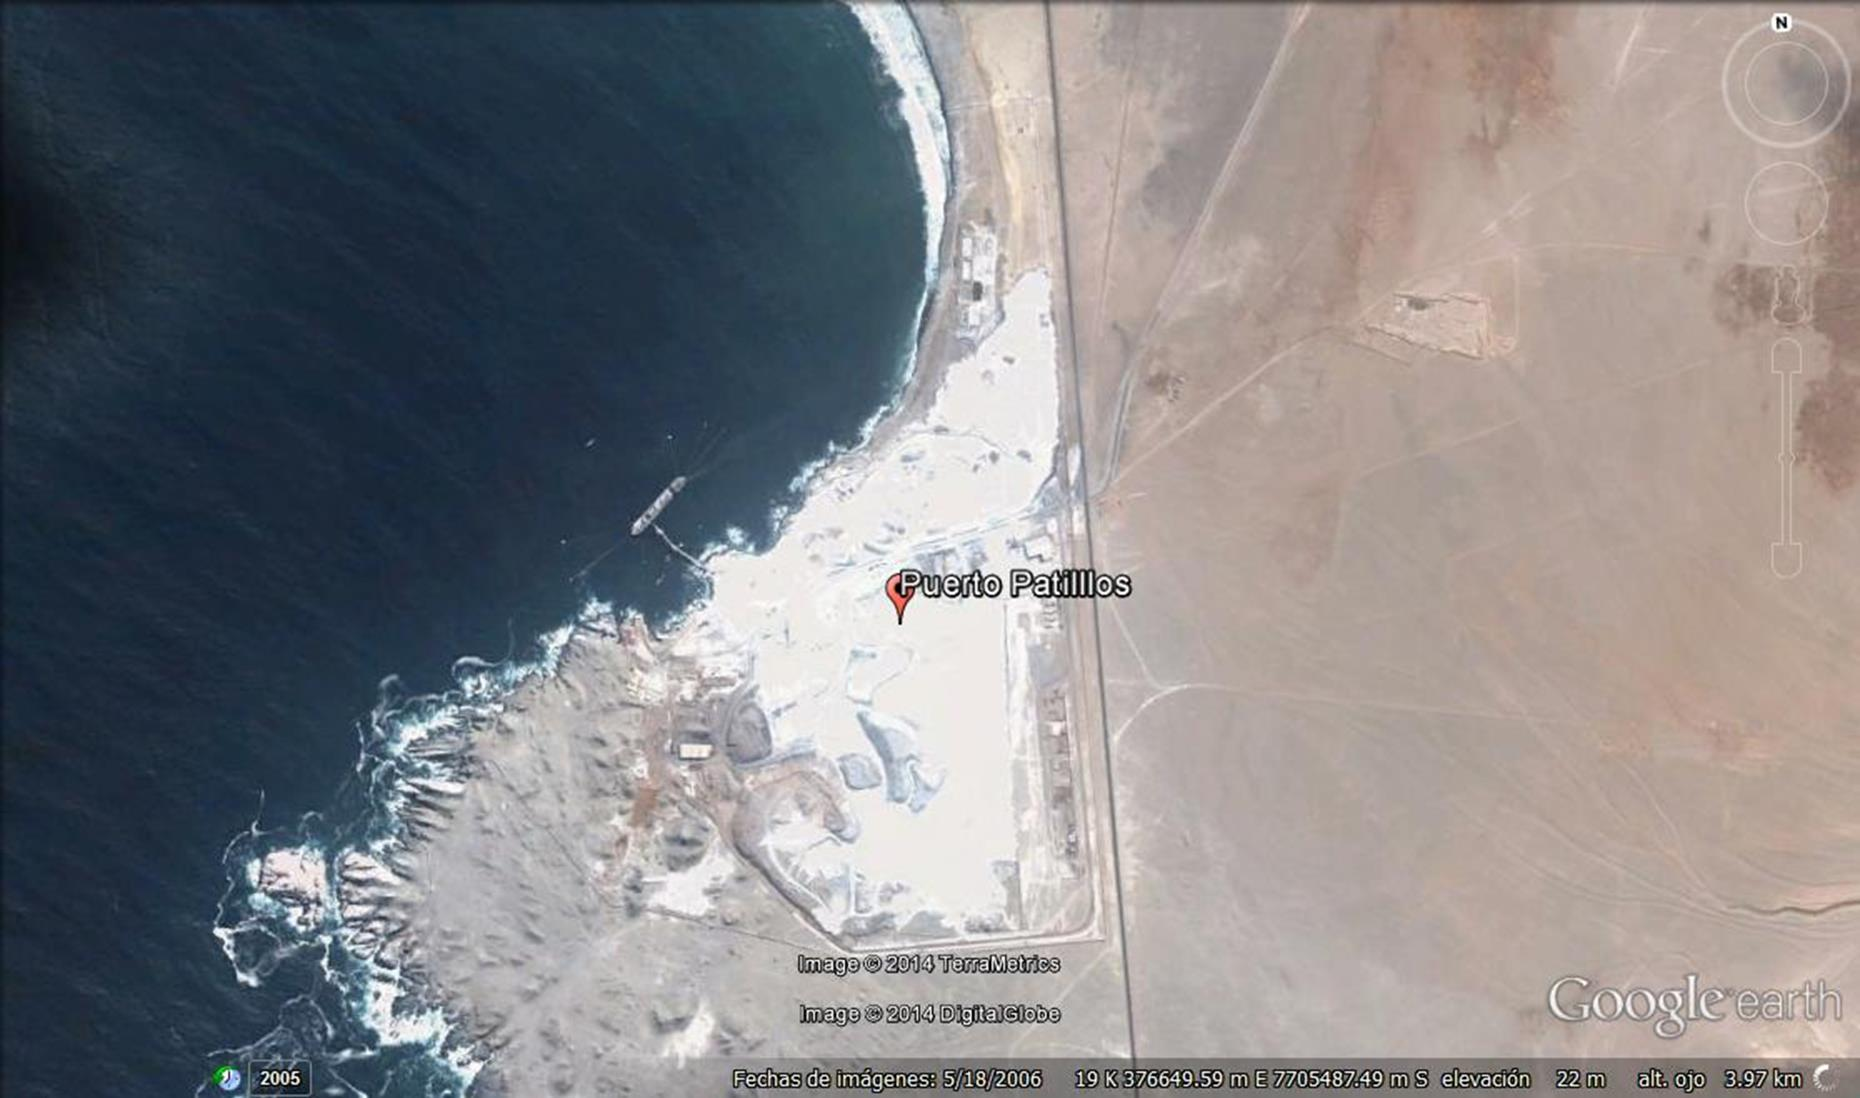 N
Puerto Patilllos
Image © 2014 TerraMetrics
Image © 2014 DigitalGlobe
Google earth
2005
Fechas de imágenes: 5/18/2006 19 K 376649.59 m E 7705487.49 m S elevación 22 m alt. ojo 3.97 km